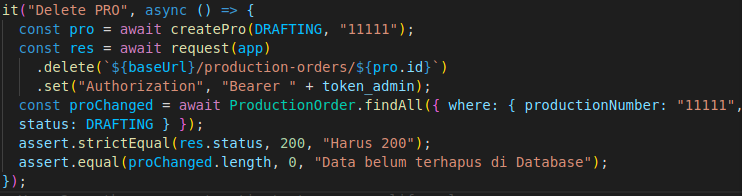 it("Delete PRO", async () => {
  const pro = await createPro(DRAFTING, "11111");
  const res = await request(app)
    .delete(`${baseUrl}/production-orders/${pro.id}`)
    .set("Authorization", "Bearer " + token_admin);
  const proChanged = await ProductionOrder.findAll({ where: { productionNumber: "11111",
  status: DRAFTING } });
  assert.strictEqual(res.status, 200, "Harus 200");
  assert.equal(proChanged.length, 0, "Data belum terhapus di Database");
});